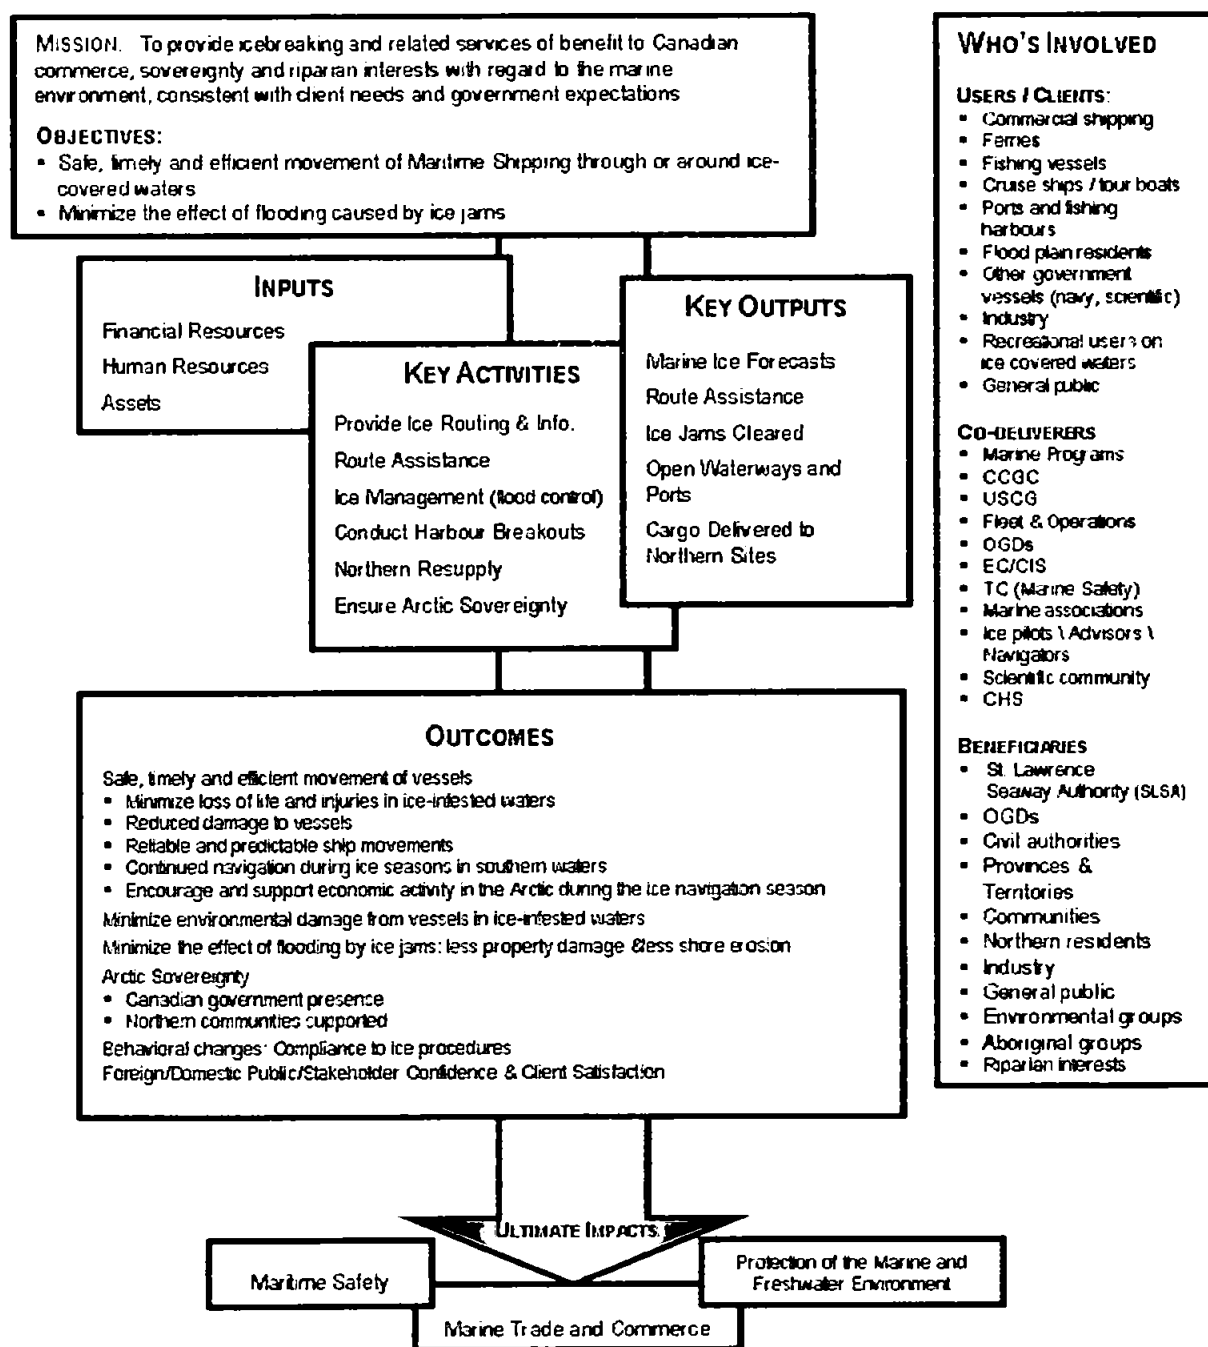 MISSION. To provide icebreaking and related services of benefit to Canadian
commerce, sovereignty and riparian interests with regard to the marine
environment, consistent with client needs and government expectations
OBJECTIVES:
▪ Safe, timely and efficient movement of Maritime Shipping through or around ice-
covered waters
▪ Minimize the effect of flooding caused by ice jams
INPUTS
Financial Resources
Human Resources
Assets
KEY ACTIVITIES
Provide Ice Routing & Info.
Route Assistance
Ice Management (flood control)
Conduct Harbour Breakouts
Northern Resupply
Ensure Arctic Sovereignty
KEY OUTPUTS
Marine Ice Forecasts
Route Assistance
Ice Jams Cleared
Open Waterways and
Ports
Cargo Delivered to
Northern Sites
OUTCOMES
Safe, timely and efficient movement of vessels
▪ Minimize loss of life and injuries in ice-infested waters
▪ Reduced damage to vessels
▪ Reliable and predictable ship movements
▪ Continued navigation during ice seasons in southern waters
▪ Encourage and support economic activity in the Arctic during the ice navigation season
Minimize environmental damage from vessels in ice-infested waters
Minimize the effect of flooding by ice jams: less property damage &less shore erosion
Arctic Sovereignty
▪ Canadian government presence
▪ Northern communities supported
Behavioral changes: Compliance to ice procedures
Foreign/Domestic Public/Stakeholder Confidence & Client Satisfaction
ULTIMATE IMPACTS
Maritime Safety
Protection of the Marine and
Freshwater Environment
Marine Trade and Commerce
WHO'S INVOLVED
USERS / CLIENTS:
▪ Commercial shipping
▪ Ferries
▪ Fishing vessels
▪ Cruise ships / tour boats
▪ Ports and fishing
harbours
▪ Flood plain residents
▪ Other government
vessels (navy, scientific)
▪ Industry
▪ Recreational users on
ice covered waters
▪ General public
CO-DELIVERERS
▪ Marine Programs
▪ CCGC
▪ USCG
▪ Fleet & Operations
▪ OGDs
▪ EC/CIS
▪ TC (Marine Safety)
▪ Marine associations
▪ Ice pilots \ Advisors \
Navigators
▪ Scientific community
▪ CHS
BENEFICIARIES
▪ St. Lawrence
Seaway Authority (SLSA)
▪ OGDs
▪ Civil authorities
▪ Provinces &
Territories
▪ Communities
▪ Northern residents
▪ Industry
▪ General public
▪ Environmental groups
▪ Aboriginal groups
▪ Riparian interests